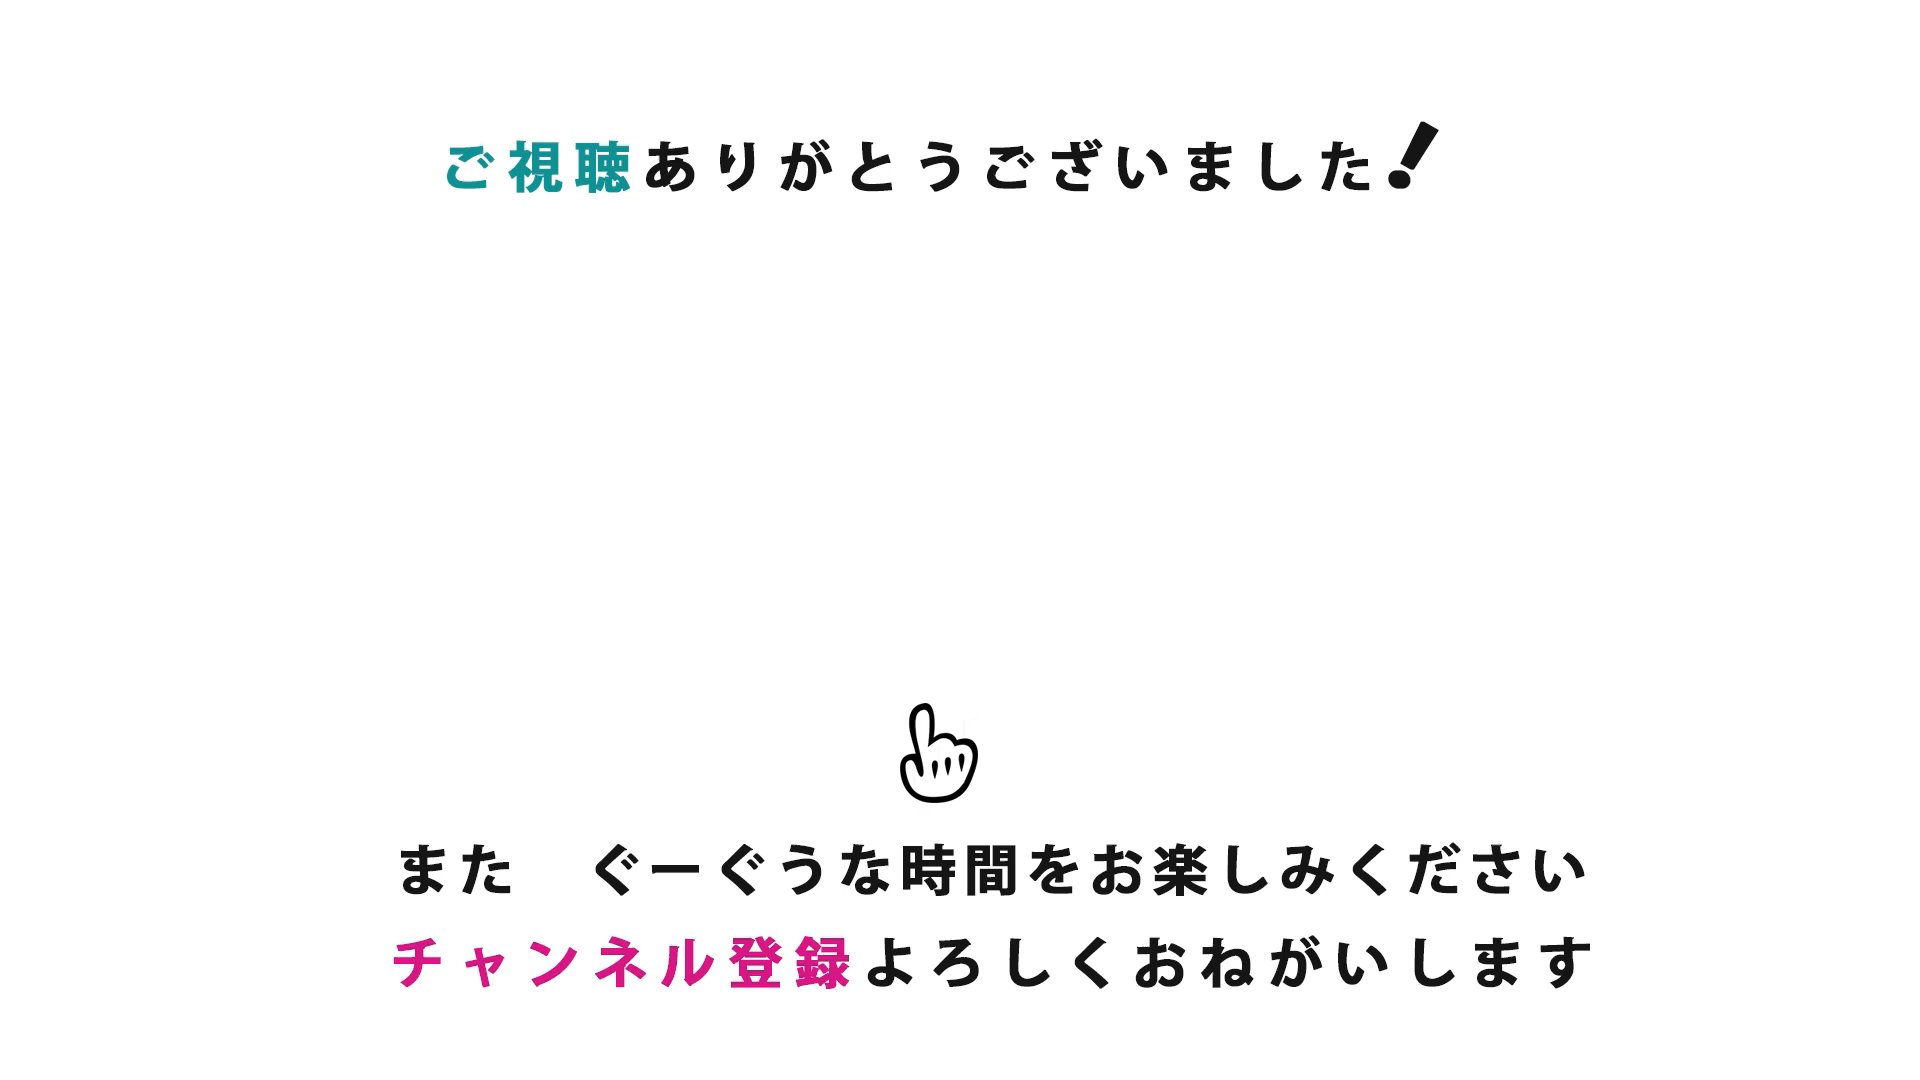 ご視聴ありがとうございました!
また　ぐーぐうな時間をお楽しみください
チャンネル登録よろしくおねがいします